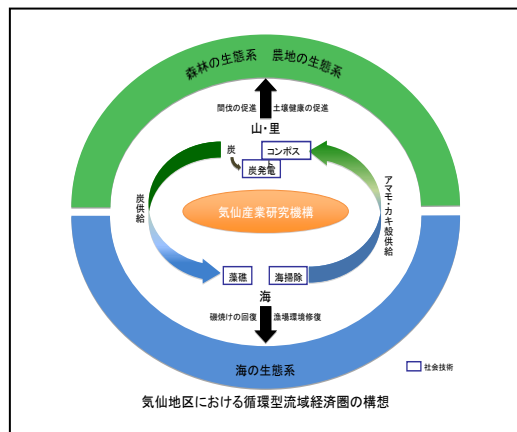 森林の生態系　農地の生態系
間伐の促進　土壌健康の促進
山・里
炭
コンポス
炭発電
炭供給
アマモ・カキ殻供給
気仙産業研究機構
藻礁
海掃除
海
磯焼けの回復　漁場環境修復
海の生態系
社会技術
気仙地区における循環型流域経済圏の構想